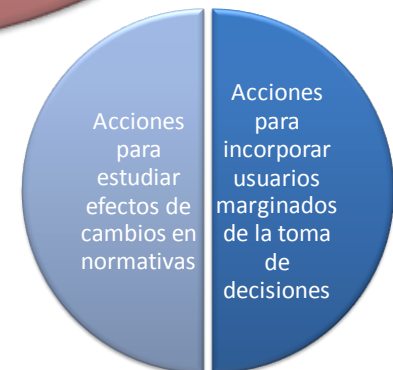 Acciones
para
estudiar
efectos de
cambios en
normativas
Acciones
para
incorporar
usuarios
marginados
de la toma
de
decisiones